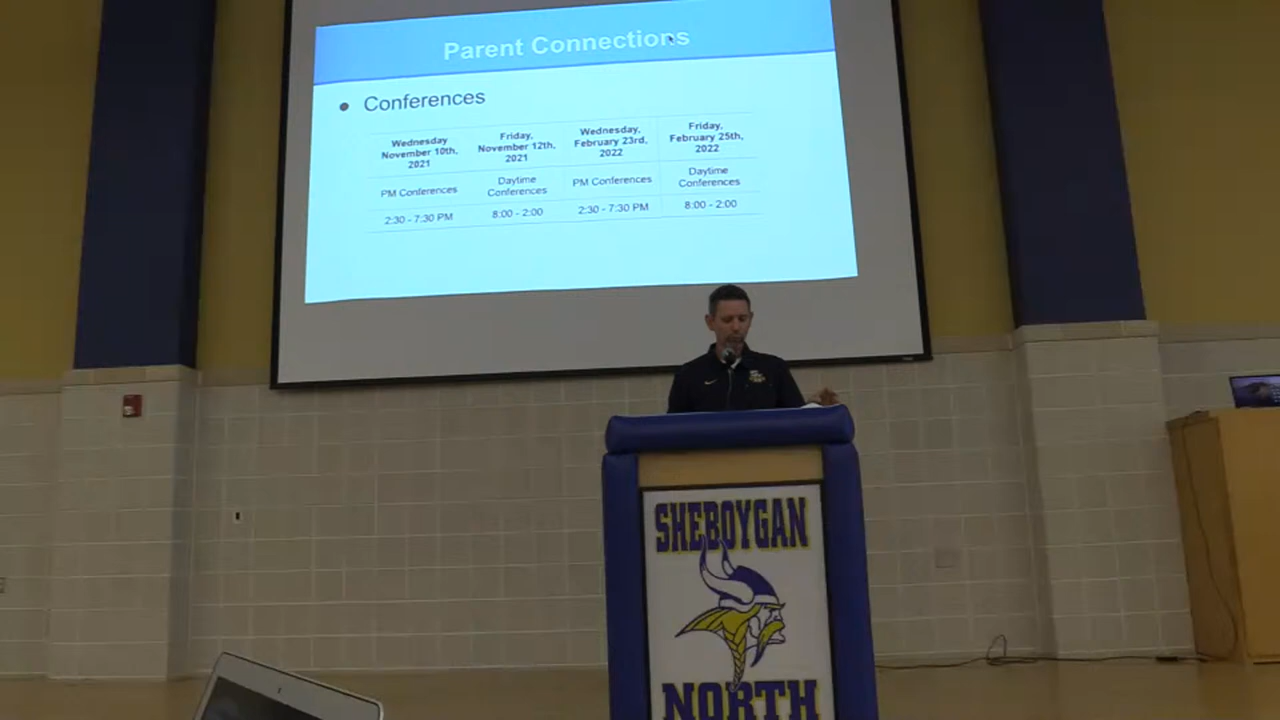 Parent Connections
● Conferences
Wednesday
November 10th,
2021
Friday,
November 12th,
2021
Wednesday,
February 23rd,
2022
Friday,
February 25th,
2022
PM Conferences
Daytime
Conferences
PM Conferences
Daytime
Conferences
2:30 - 7:30 PM
8:00 - 2:00
2:30 - 7:30 PM
8:00 - 2:00
SHEBOYGAN
NORTH